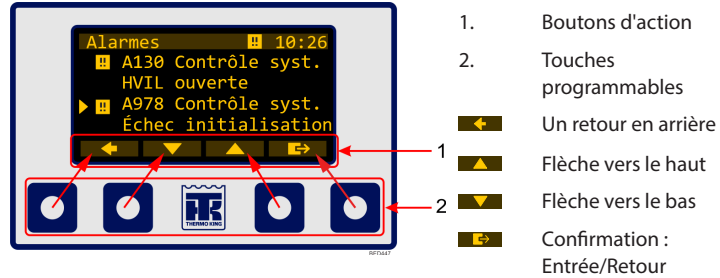 Alarmes !! 10:26
A130 Contrôle syst.
HVIL ouverte
A978 Contrôle syst.
Échec initialisation
THERMO KING
1
2
BED447
1. Boutons d'action
2. Touches
programmables
Un retour en arrière
Flèche vers le haut
Flèche vers le bas
Confirmation :
Entrée/Retour